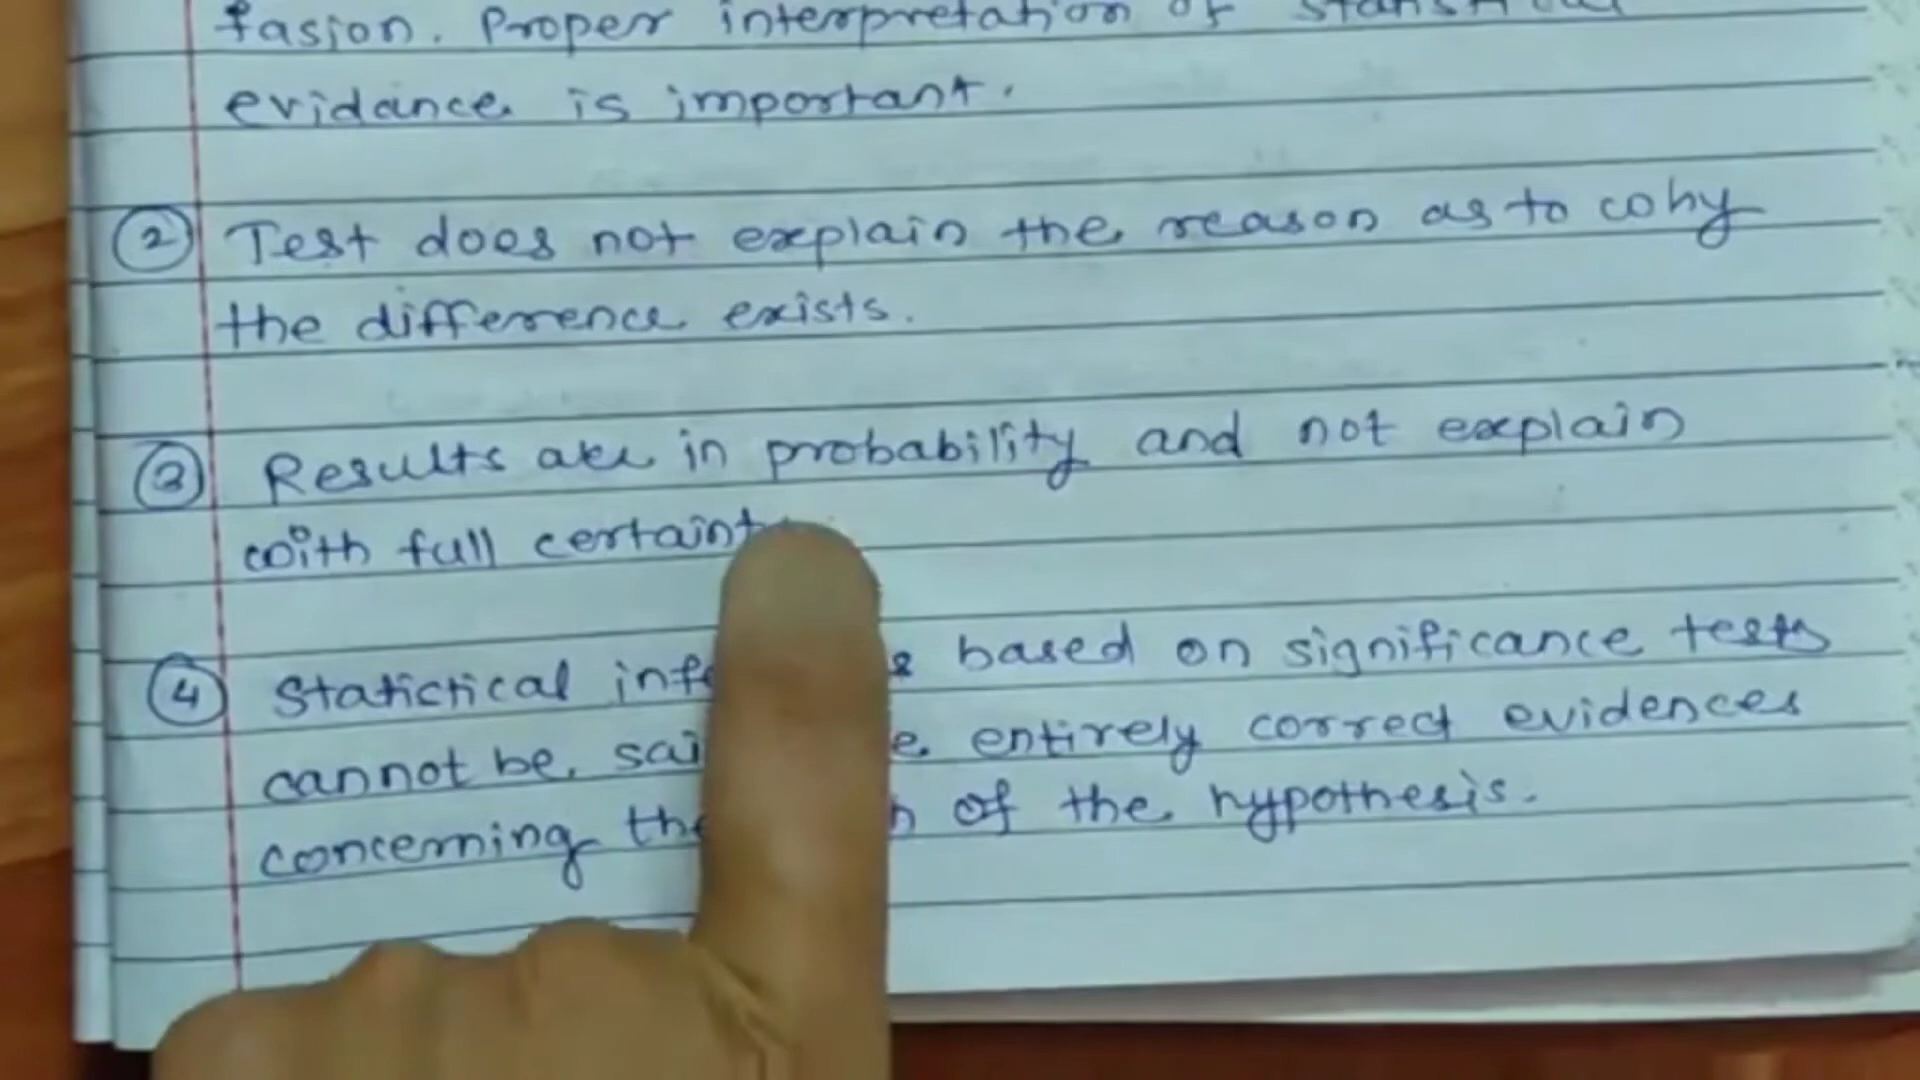 fasion. Proper interpretation of
evidance is important.
2 Test does not explain the reason as to why
the difference exists.
3 Results are in probability and not explain
with full certaint
4 Statictical infe based on significance tests
cannot be sai entirely correct evidences
concerning the of the hypothesis.